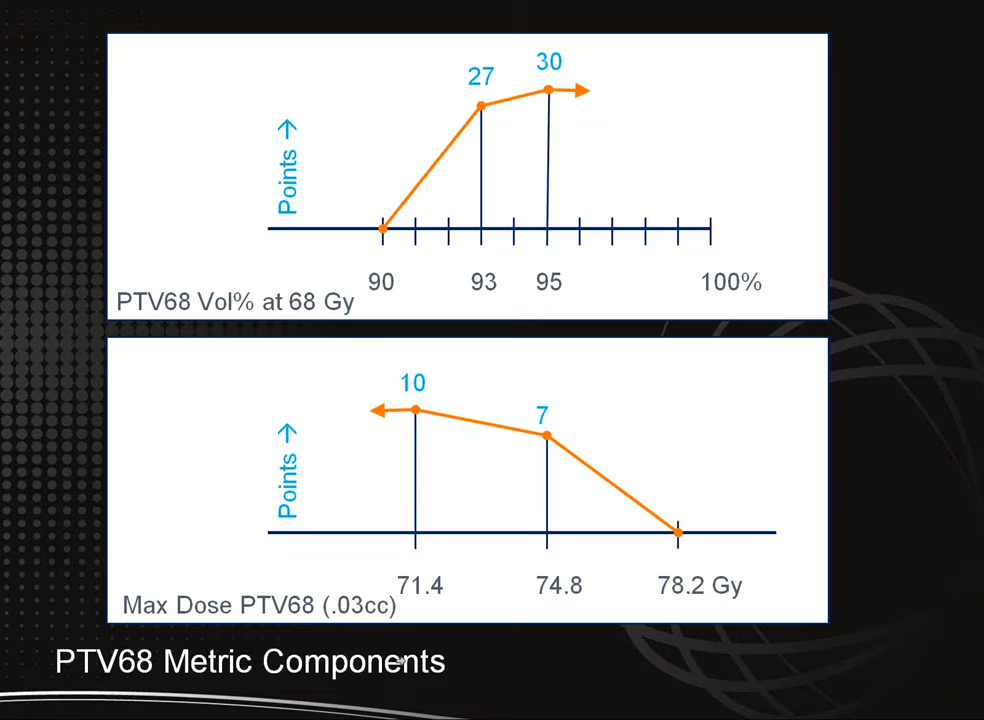 27
30
Points →
90
93
95
100%
PTV68 Vol% at 68 Gy
10
7
Points →
71.4
74.8
78.2 Gy
Max Dose PTV68 (.03cc)
PTV68 Metric Components